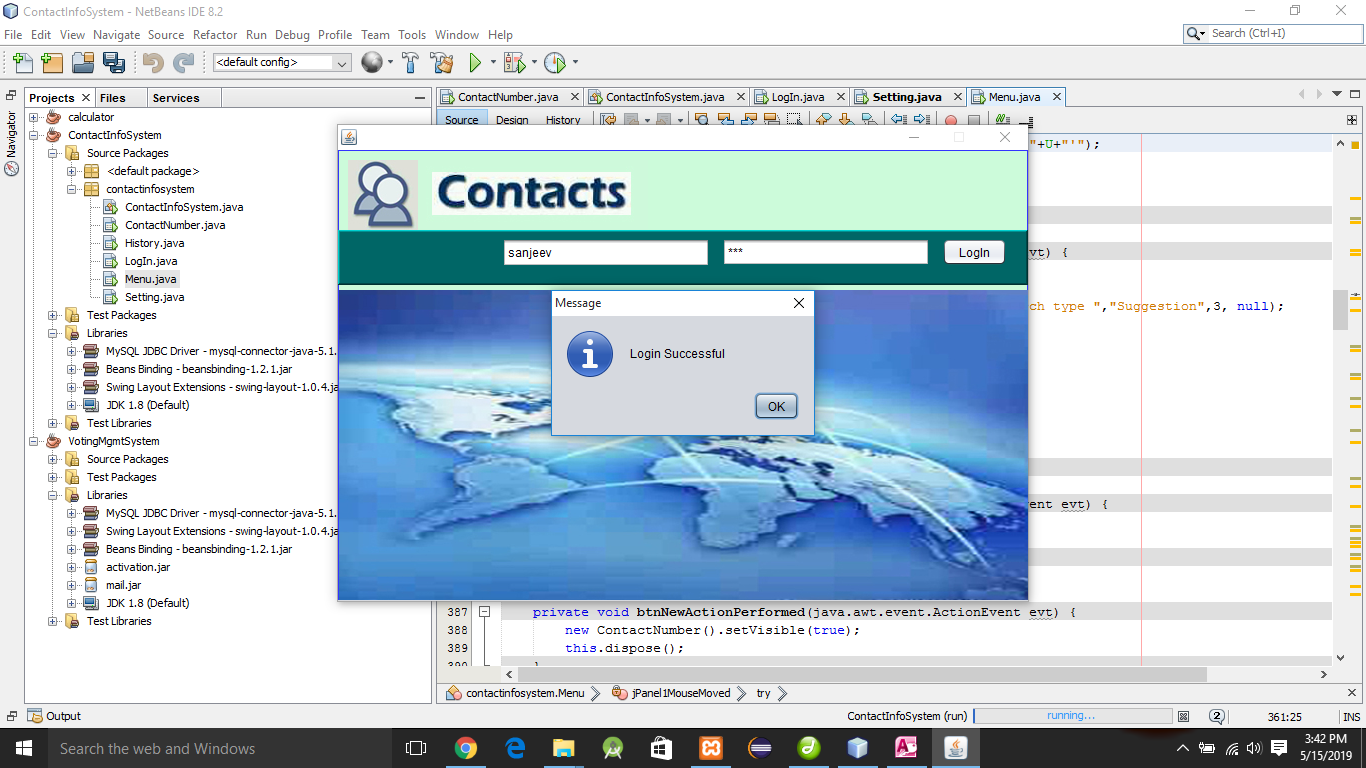 ContactInfoSystem - NetBeans IDE 8.2
File Edit View Navigate Source Refactor Run Debug Profile Team Tools Window Help
Search (Ctrl+I)
<default config>
Projects Files Services
Navigator
calculator
ContactInfoSystem
Source Packages
<default package>
contactinfosystem
ContactInfoSystem.java
ContactNumber.java
History.java
LogIn.java
Menu.java
Setting.java
Test Packages
Libraries
MySQL JDBC Driver - mysql-connector-java-5.1.
Beans Binding - beansbinding-1.2.1.jar
Swing Layout Extensions - swing-layout-1.0.4.ja
JDK 1.8 (Default)
Test Libraries
VotingMgmtSystem
Source Packages
Test Packages
Libraries
MySQL JDBC Driver - mysql-connector-java-5.1.
Swing Layout Extensions - swing-layout-1.0.4.ja
Beans Binding - beansbinding-1.2.1.jar
activation.jar
mail.jar
JDK 1.8 (Default)
Test Libraries
ContactNumber.java ContactInfoSystem.java LogIn.java Setting.java Menu.java
Source Design History
"+U+"'");
vt) {
ch type ","Suggestion",3, null);
ent evt) {
Contacts
sanjeev *** LogIn
Message
Login Successful
OK
387 private void btnNewActionPerformed(java.awt.event.ActionEvent evt) {
388 new ContactNumber().setVisible(true);
389 this.dispose();
390 }
contactinfosystem.Menu jPanel1MouseMoved try
Output
ContactInfoSystem (run) running... 2 361:25 INS
Search the web and Windows
3:42 PM
5/15/2019